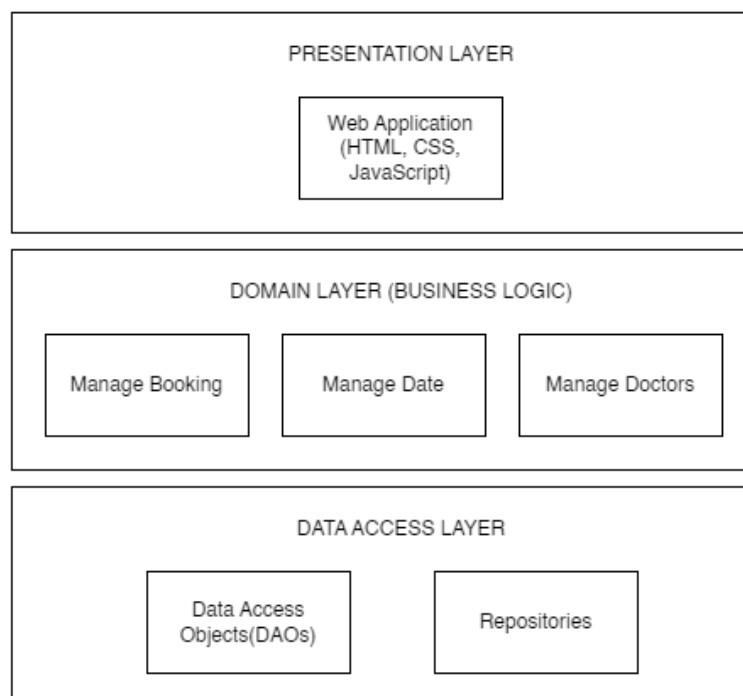 PRESENTATION LAYER
Web Application
(HTML, CSS,
JavaScript)
DOMAIN LAYER (BUSINESS LOGIC)
Manage Booking
Manage Date
Manage Doctors
DATA ACCESS LAYER
Data Access
Objects(DAOs)
Repositories